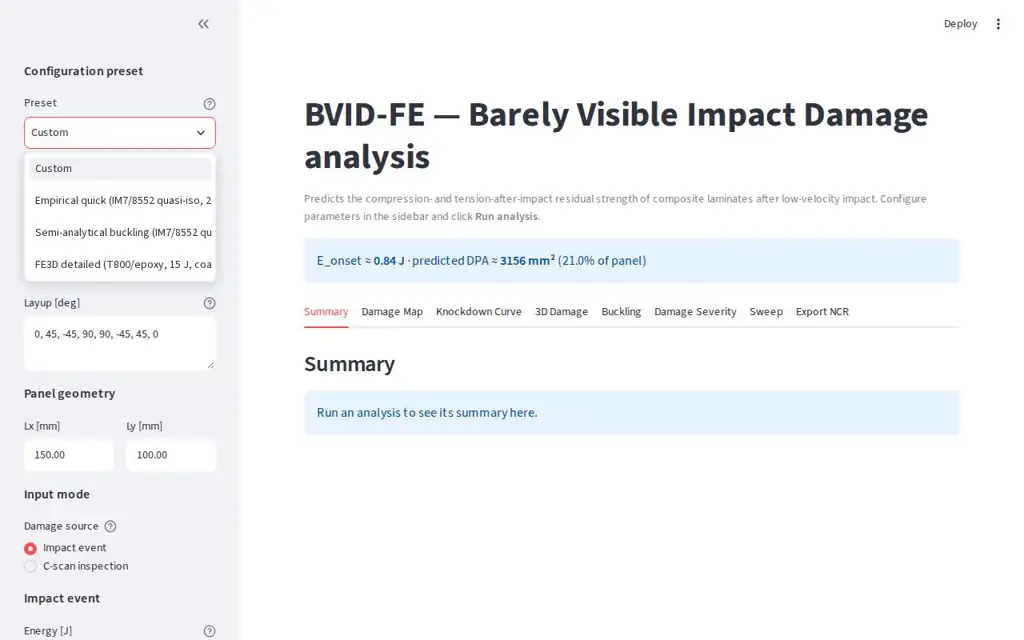 Deploy
Configuration preset
Preset
Custom
Custom
Empirical quick (IM7/8552 quasi-iso, 2
Semi-analytical buckling (IM7/8552 qu
FE3D detailed (T800/epoxy, 15 J, coa
Layup [deg]
0, 45, -45, 90, 90, -45, 45, 0
Panel geometry
Lx [mm] Ly [mm]
150.00 100.00
Input mode
Damage source
Impact event
C-scan inspection
Impact event
Energy [J]
BVID-FE — Barely Visible Impact Damage
analysis
Predicts the compression- and tension-after-impact residual strength of composite laminates after low-velocity impact. Configure
parameters in the sidebar and click Run analysis.
E_onset ≈ 0.84 J · predicted DPA ≈ 3156 mm² (21.0% of panel)
Summary Damage Map Knockdown Curve 3D Damage Buckling Damage Severity Sweep Export NCR
Summary
Run an analysis to see its summary here.